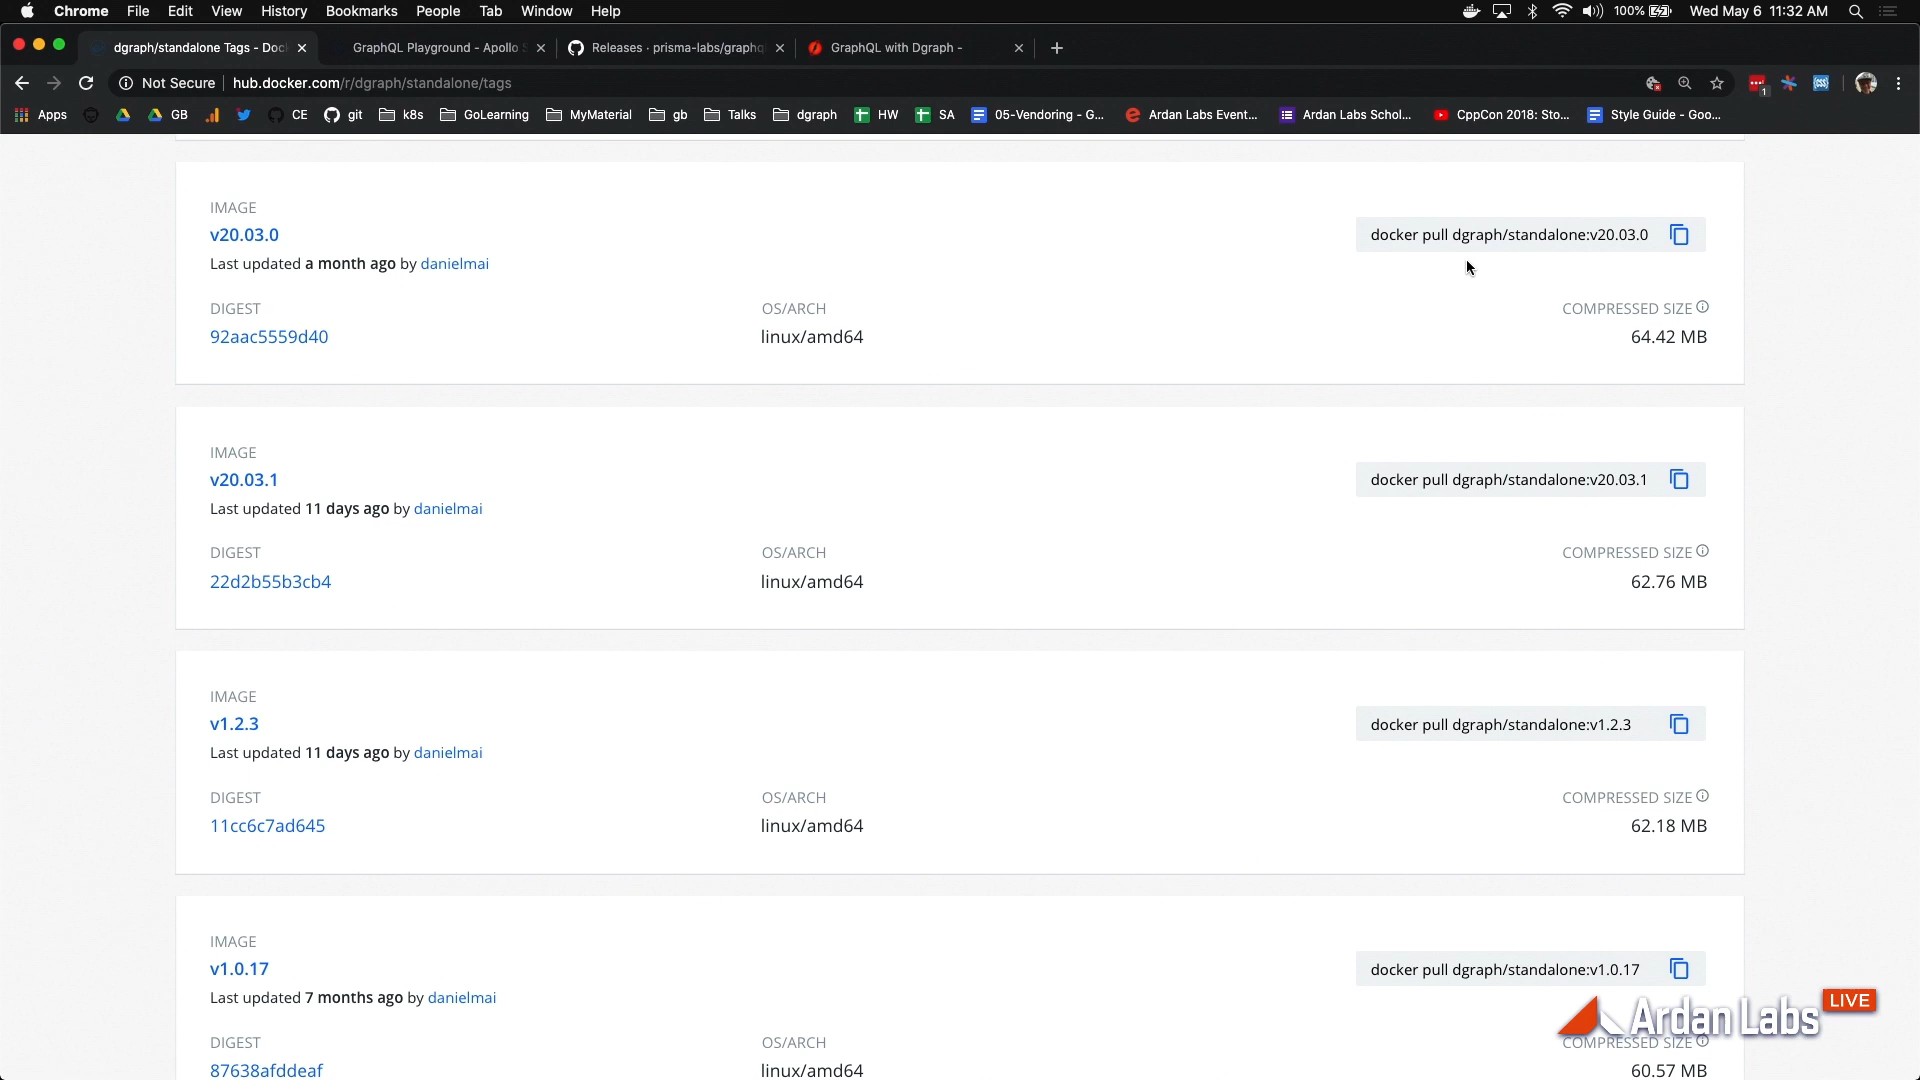 Chrome File Edit View History Bookmarks People Tab Window Help 100% Wed May 6 11:32 AM
dgraph/standalone Tags - Dock GraphQL Playground - Apollo S Releases · prisma-labs/graphql GraphQL with Dgraph -
Not Secure hub.docker.com/r/dgraph/standalone/tags 1
Apps GB CE git k8s GoLearning MyMaterial gb Talks dgraph HW SA 05-Vendoring - G... Ardan Labs Event... Ardan Labs Schol... CppCon 2018: Sto... Style Guide - Goo...
IMAGE
v20.03.0 docker pull dgraph/standalone:v20.03.0
Last updated a month ago by danielmai
DIGEST OS/ARCH COMPRESSED SIZE
92aac5559d40 linux/amd64 64.42 MB
IMAGE
v20.03.1 docker pull dgraph/standalone:v20.03.1
Last updated 11 days ago by danielmai
DIGEST OS/ARCH COMPRESSED SIZE
22d2b55b3cb4 linux/amd64 62.76 MB
IMAGE
v1.2.3 docker pull dgraph/standalone:v1.2.3
Last updated 11 days ago by danielmai
DIGEST OS/ARCH COMPRESSED SIZE
11cc6c7ad645 linux/amd64 62.18 MB
IMAGE
v1.0.17 docker pull dgraph/standalone:v1.0.17
Last updated 7 months ago by danielmai
Ardan Labs LIVE
DIGEST OS/ARCH COMPRESSED SIZE
87638afddeaf linux/amd64 60.57 MB